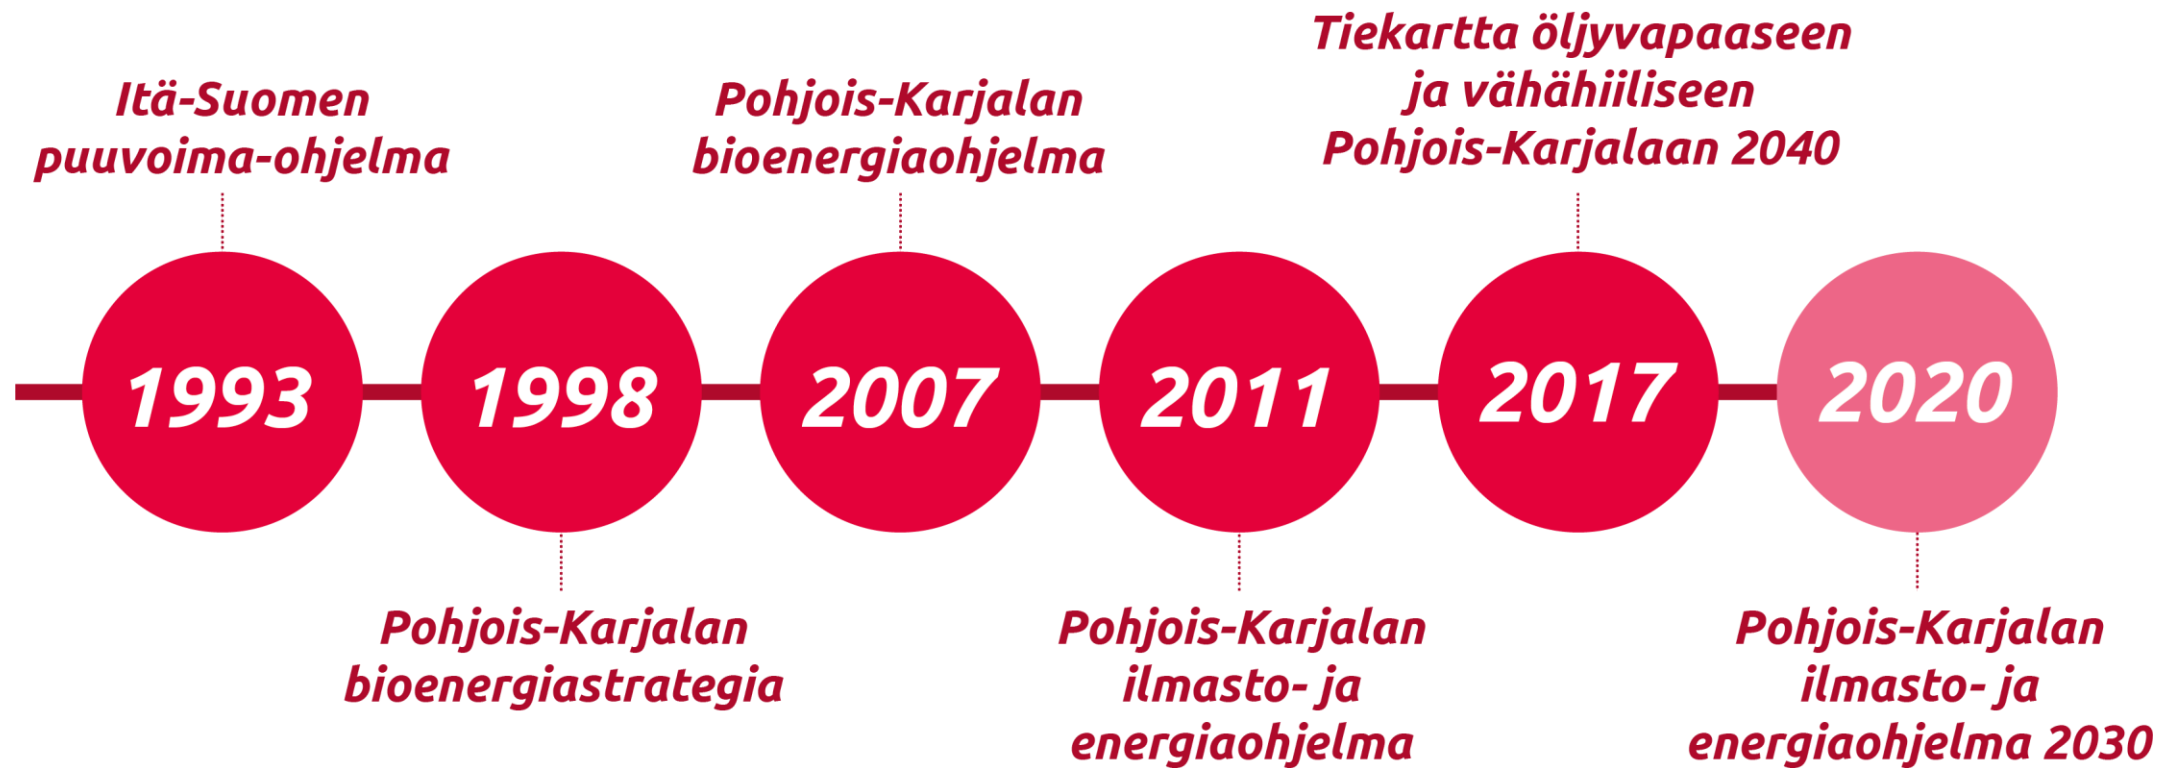 Itä-Suomen
puuvoima-ohjelma
1993
1998
Pohjois-Karjalan
bioenergiastrategia
Pohjois-Karjalan
bioenergiaohjelma
2007
2011
Pohjois-Karjalan
ilmasto- ja
energiaohjelma
Tiekartta öljyvapaaseen
ja vähähiiliseen
Pohjois-Karjalaan 2040
2017
2020
Pohjois-Karjalan
ilmasto- ja
energiaohjelma 2030